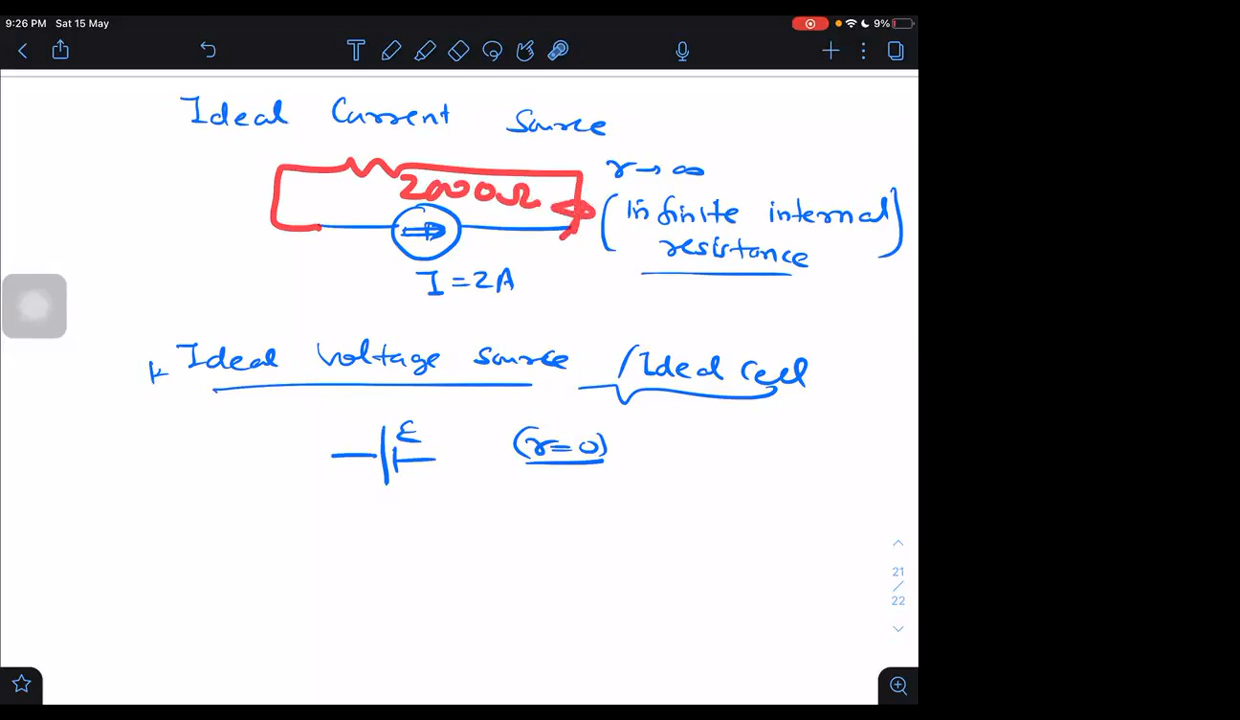 9:26 PM Sat 15 May
9%
Ideal Current Source
2000Ω
r→∞
(infinite internal
resistance)
I = 2A
Ideal voltage source / Ideal cell
ε
(r=0)
21
/
22